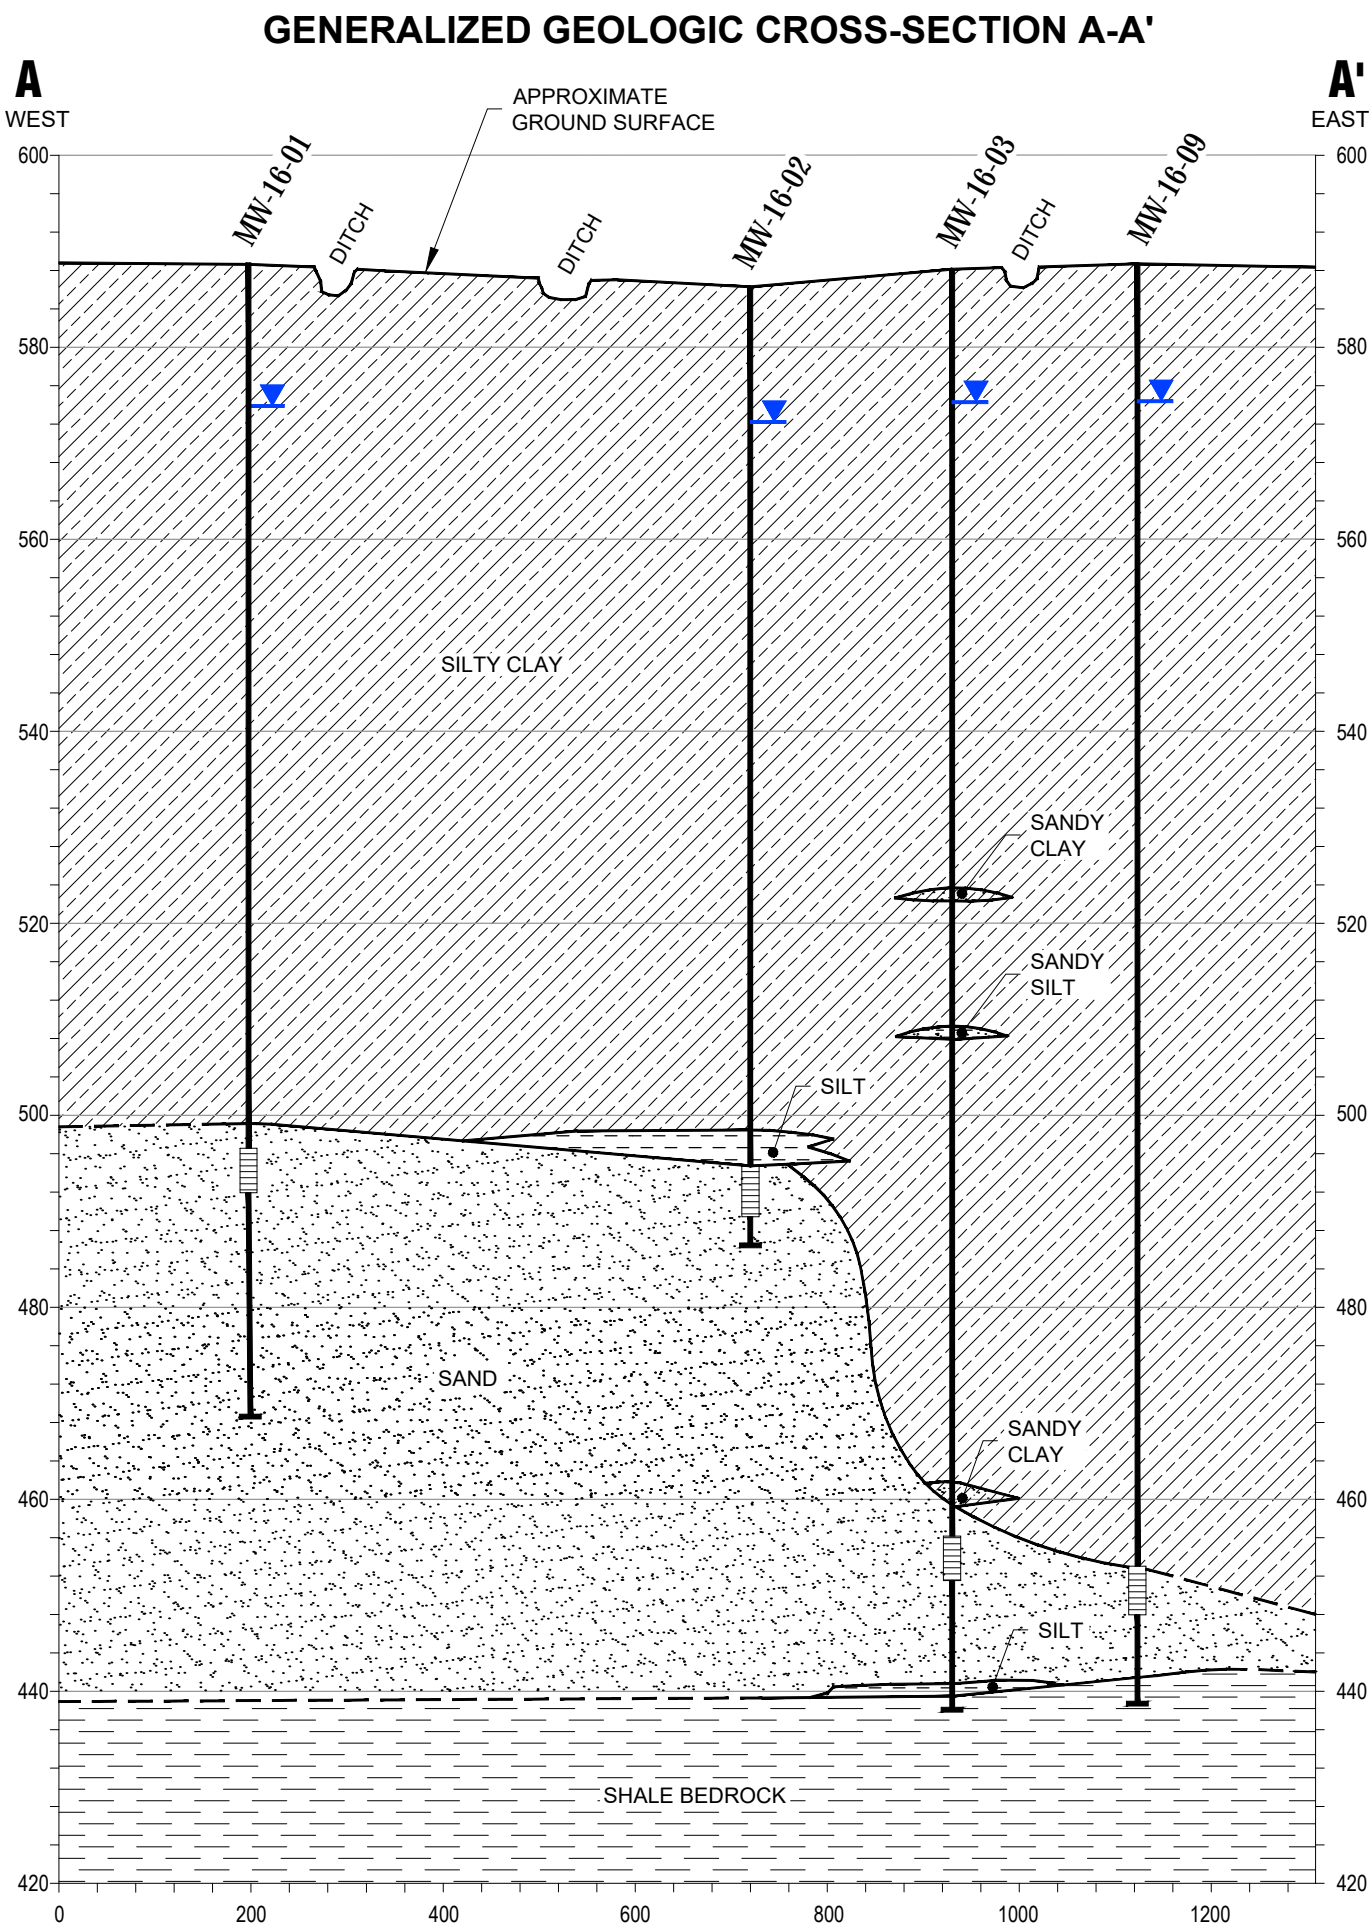 GENERALIZED GEOLOGIC CROSS-SECTION A-A'
A
A'
WEST
EAST
APPROXIMATE
GROUND SURFACE
MW-16-01
DITCH
DITCH
MW-16-02
MW-16-03
DITCH
MW-16-09
600
600
580
580
560
560
SILTY CLAY
540
540
SANDY
CLAY
520
520
SANDY
SILT
SILT
500
500
480
480
SAND
SANDY
CLAY
460
460
SILT
440
440
SHALE BEDROCK
420
420
0
200
400
600
800
1000
1200